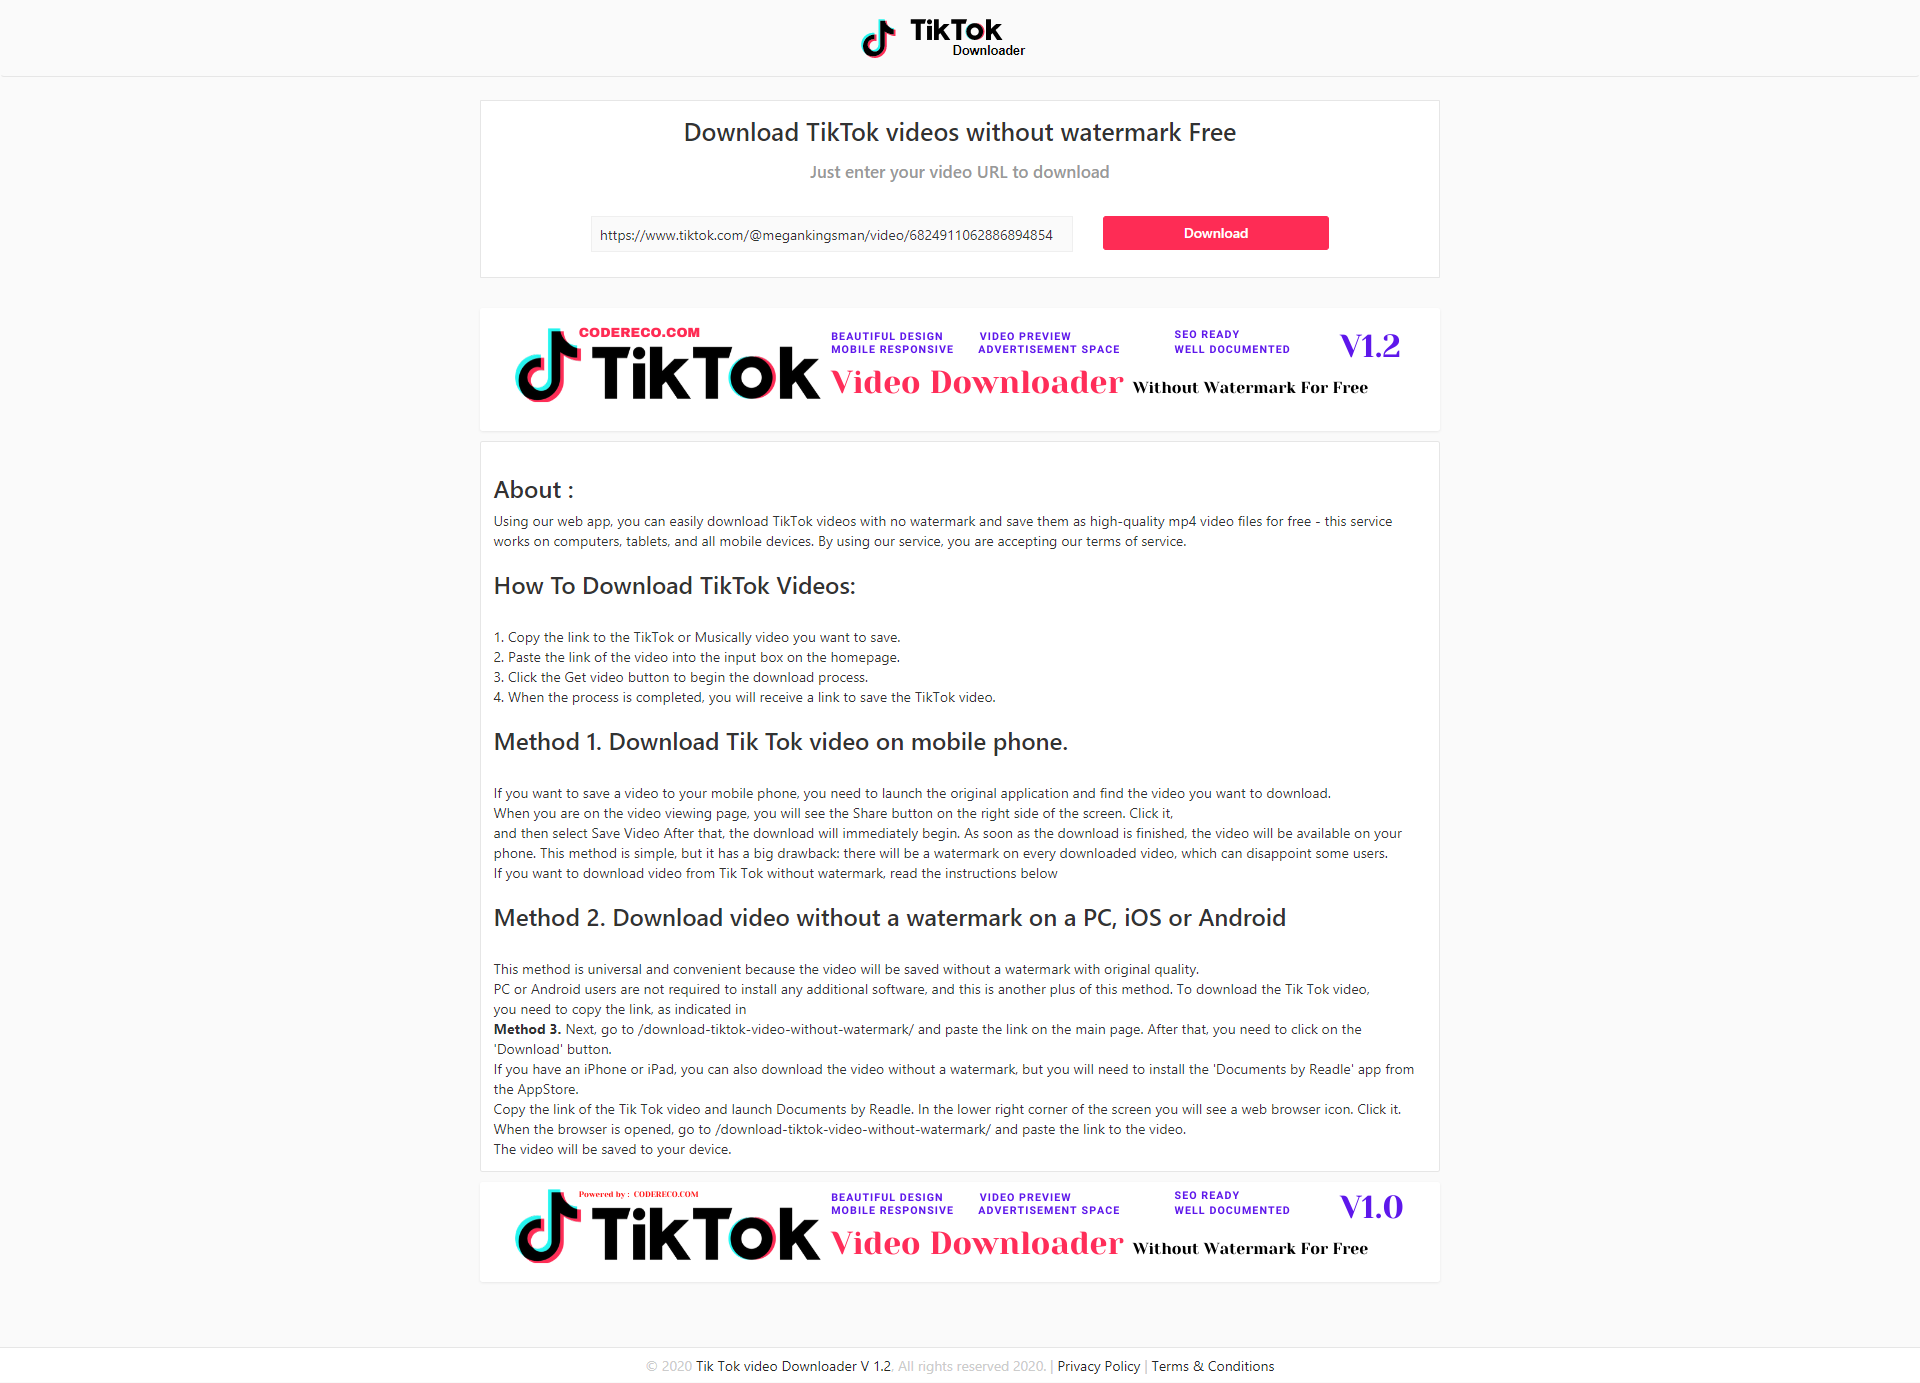 TikTok
Downloader
Download TikTok videos without watermark Free
Just enter your video URL to download
https://www.tiktok.com/@megankingsman/video/6824911062886894854
Download
CODERECO.COM
TikTok
BEAUTIFUL DESIGN
MOBILE RESPONSIVE
VIDEO PREVIEW
ADVERTISEMENT SPACE
SEO READY
WELL DOCUMENTED
V1.2
Video Downloader Without Watermark For Free
About :
Using our web app, you can easily download TikTok videos with no watermark and save them as high-quality mp4 video files for free - this service
works on computers, tablets, and all mobile devices. By using our service, you are accepting our terms of service.
How To Download TikTok Videos:
1. Copy the link to the TikTok or Musically video you want to save.
2. Paste the link of the video into the input box on the homepage.
3. Click the Get video button to begin the download process.
4. When the process is completed, you will receive a link to save the TikTok video.
Method 1. Download Tik Tok video on mobile phone.
If you want to save a video to your mobile phone, you need to launch the original application and find the video you want to download.
When you are on the video viewing page, you will see the Share button on the right side of the screen. Click it,
and then select Save Video After that, the download will immediately begin. As soon as the download is finished, the video will be available on your
phone. This method is simple, but it has a big drawback: there will be a watermark on every downloaded video, which can disappoint some users.
If you want to download video from Tik Tok without watermark, read the instructions below
Method 2. Download video without a watermark on a PC, iOS or Android
This method is universal and convenient because the video will be saved without a watermark with original quality.
PC or Android users are not required to install any additional software, and this is another plus of this method. To download the Tik Tok video,
you need to copy the link, as indicated in
Method 3. Next, go to /download-tiktok-video-without-watermark/ and paste the link on the main page. After that, you need to click on the
'Download' button.
If you have an iPhone or iPad, you can also download the video without a watermark, but you will need to install the 'Documents by Readle' app from
the AppStore.
Copy the link of the Tik Tok video and launch Documents by Readle. In the lower right corner of the screen you will see a web browser icon. Click it.
When the browser is opened, go to /download-tiktok-video-without-watermark/ and paste the link to the video.
The video will be saved to your device.
Powered by : CODERECO.COM
TikTok
BEAUTIFUL DESIGN
MOBILE RESPONSIVE
VIDEO PREVIEW
ADVERTISEMENT SPACE
SEO READY
WELL DOCUMENTED
V1.0
Video Downloader Without Watermark For Free
© 2020 Tik Tok video Downloader V 1.2. All rights reserved 2020. | Privacy Policy | Terms & Conditions